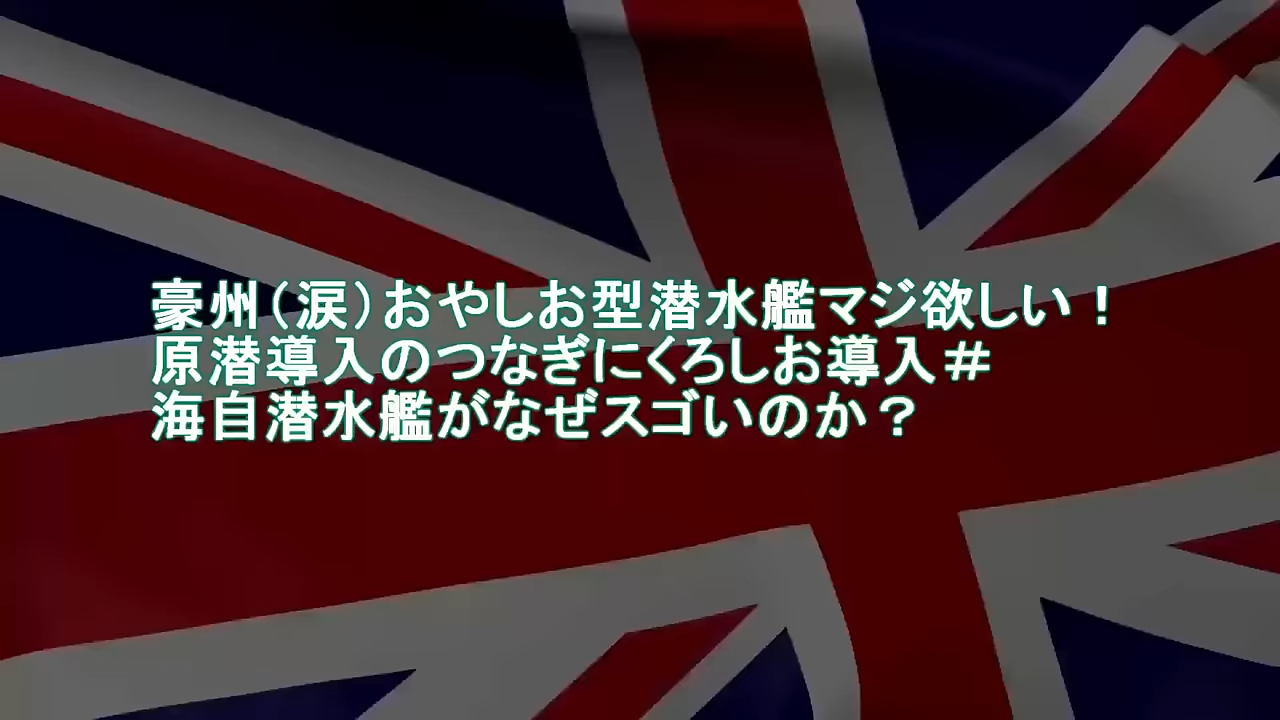 豪州（涙）おやしお型潜水艦マジ欲しい！
原潜導入のつなぎにくろしお導入＃
海自潜水艦がなぜスゴいのか？